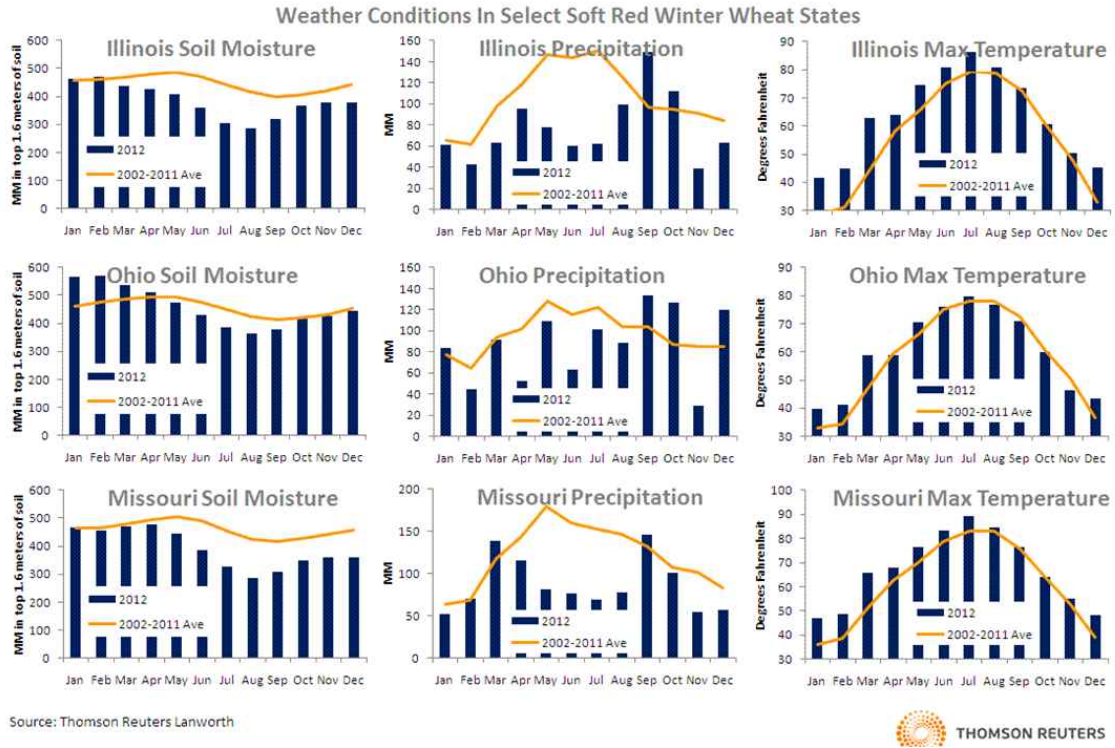 Weather Conditions In Select Soft Red Winter Wheat States
Illinois Soil Moisture
MM in top 1.6 meters of soil
600
500
400
300
200
100
0
2012
2002-2011 Ave
Jan Feb Mar Apr May Jun Jul Aug Sep Oct Nov Dec
Illinois Precipitation
MM
160
140
120
100
80
60
40
20
0
2012
2002-2011 Ave
Jan Feb Mar Apr May Jun Jul Aug Sep Oct Nov Dec
Illinois Max Temperature
Degrees Fahrenheit
90
80
70
60
50
40
30
2012
2002-2011 Ave
Jan Feb Mar Apr May Jun Jul Aug Sep Oct Nov Dec
Ohio Soil Moisture
MM in top 1.6 meters of soil
600
500
400
300
200
100
0
2012
2002-2011 Ave
Jan Feb Mar Apr May Jun Jul Aug Sep Oct Nov Dec
Ohio Precipitation
MM
160
140
120
100
80
60
40
20
0
2012
2002-2011 Ave
Jan Feb Mar Apr May Jun Jul Aug Sep Oct Nov Dec
Ohio Max Temperature
Degrees Fahrenheit
90
80
70
60
50
40
30
2012
2002-2011 Ave
Jan Feb Mar Apr May Jun Jul Aug Sep Oct Nov Dec
Missouri Soil Moisture
MM in top 1.6 meters of soil
600
500
400
300
200
100
0
2012
2002-2011 Ave
Jan Feb Mar Apr May Jun Jul Aug Sep Oct Nov Dec
Missouri Precipitation
MM
200
150
100
50
0
2012
2002-2011 Ave
Jan Feb Mar Apr May Jun Jul Aug Sep Oct Nov Dec
Missouri Max Temperature
Degrees Fahrenheit
100
90
80
70
60
50
40
30
2012
2002-2011 Ave
Jan Feb Mar Apr May Jun Jul Aug Sep Oct Nov Dec
Source: Thomson Reuters Lanworth
THOMSON REUTERS